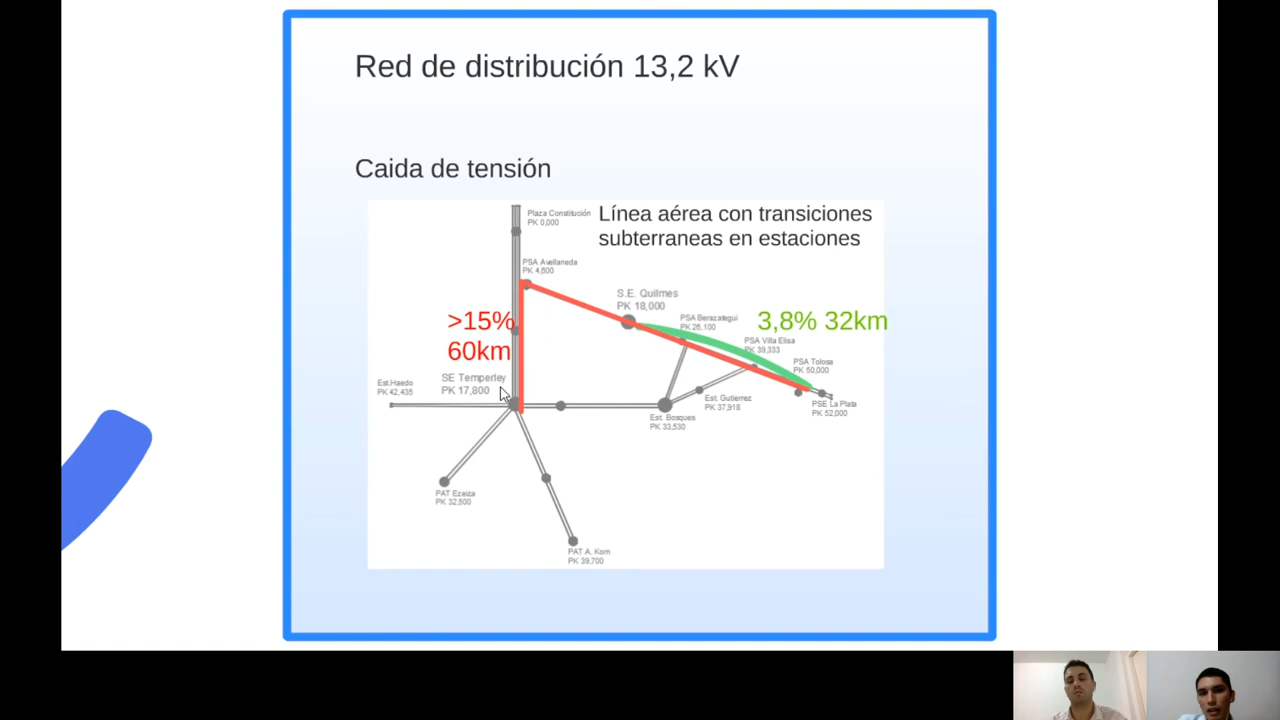 Red de distribución 13,2 kV
Caida de tensión
Plaza Constitución
PK 0,000
Línea aérea con transiciones
subterraneas en estaciones
PSA Avellaneda
PK 4,600
S.E. Quilmes
PK 18,000
>15%
60km
PSA Berazategui
PK 26,100
3,8% 32km
PSA Villa Elisa
PK 39,333
PSA Tolosa
PK 50,000
SE Temperley
PK 17,800
Est.Haedo
PK 42,435
Est. Gutierrez
PK 37,918
PSE La Plata
PK 52,000
Est. Bosques
PK 33,530
PAT Ezeiza
PK 32,500
PAT A. Korn
PK 39,700